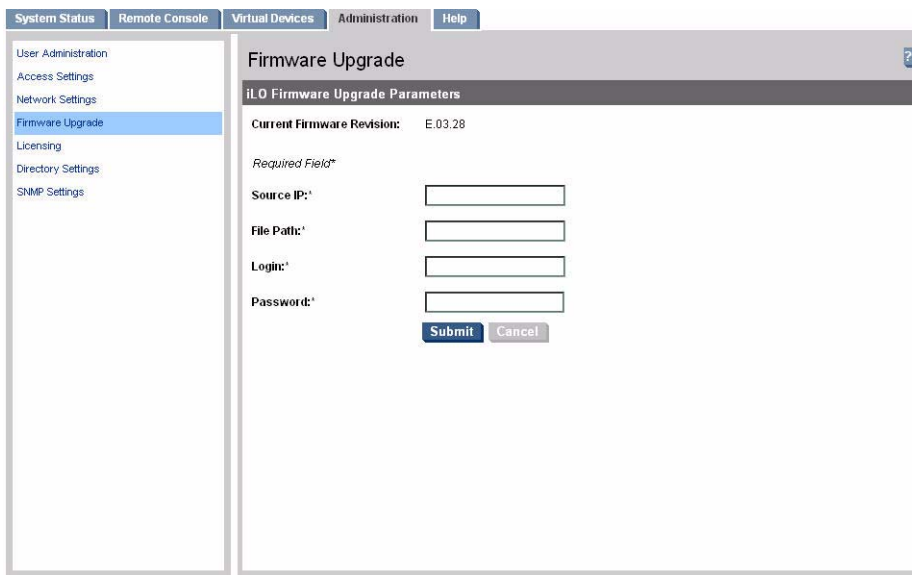 System Status Remote Console Virtual Devices Administration Help
User Administration
Access Settings
Network Settings
Firmware Upgrade
Licensing
Directory Settings
SNMP Settings
Firmware Upgrade
?
iLO Firmware Upgrade Parameters
Current Firmware Revision: E.03.28
Required Field*
Source IP:*
File Path:*
Login:*
Password:*
Submit Cancel